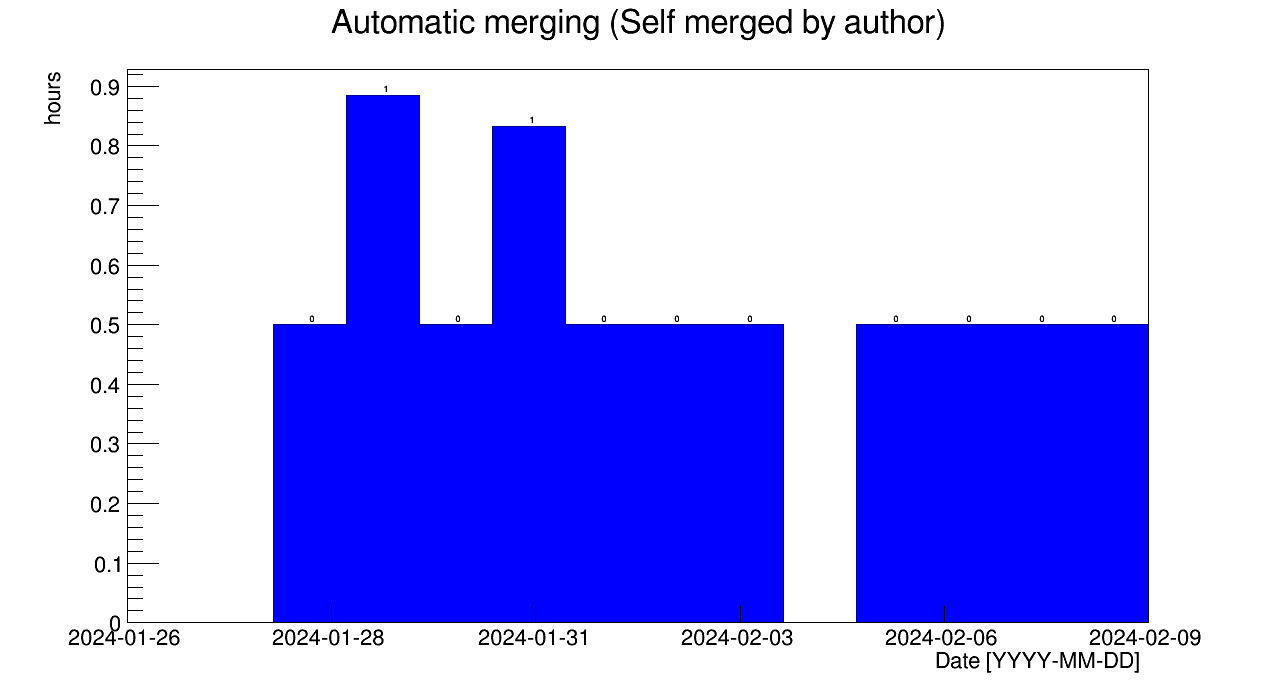 Automatic merging (Self merged by author)
hours
0.9
0.8
0.7
0.6
0.5
0.4
0.3
0.2
0.1
0
0 1 0 1 0 0 0 0 0 0 0
2024-01-26 2024-01-28 2024-01-31 2024-02-03 2024-02-06 2024-02-09
Date [YYYY-MM-DD]